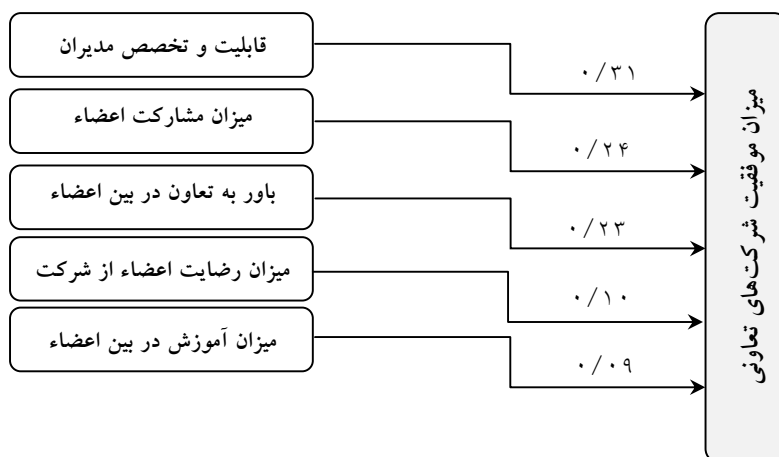 قابلیت و تخصص مدیران
۰/۳۱
میزان مشارکت اعضاء
۰/۲۴
باور به تعاون در بین اعضاء
۰/۲۳
میزان رضایت اعضاء از شرکت
۰/۱۰
میزان آموزش در بین اعضاء
۰/۰۹
میزان موفقیت شرکت‌های تعاونی